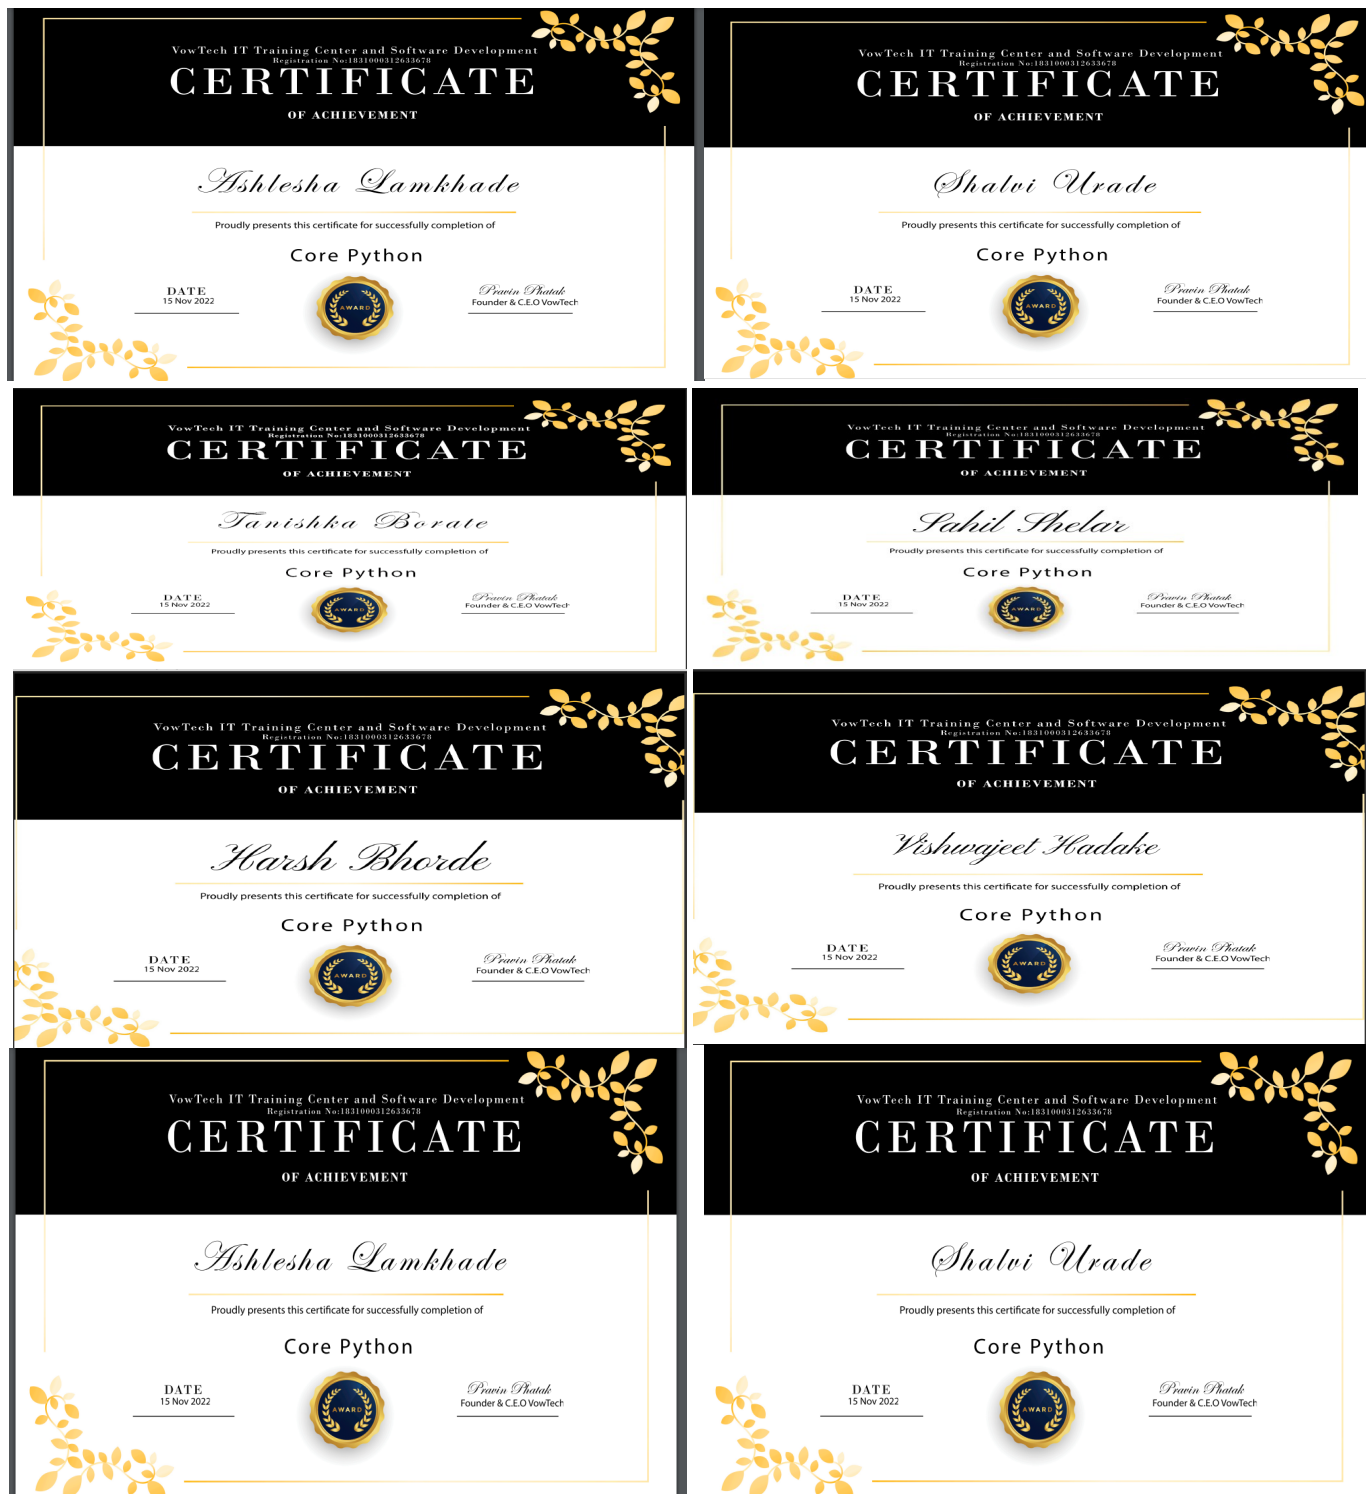 VowTech IT Training Center and Software Development
Registration No:1831000312633678
CERTIFICATE
OF ACHIEVEMENT
Ashlesha Lamkhade
Proudly presents this certificate for successfully completion of
Core Python
DATE
15 Nov 2022
AWARD
Pravin Phatak
Founder & C.E.O VowTech
VowTech IT Training Center and Software Development
Registration No:1831000312633678
CERTIFICATE
OF ACHIEVEMENT
Shalvi Urade
Proudly presents this certificate for successfully completion of
Core Python
DATE
15 Nov 2022
AWARD
Pravin Phatak
Founder & C.E.O VowTech
VowTech IT Training Center and Software Development
Registration No:1831000312633678
CERTIFICATE
OF ACHIEVEMENT
Tanishka Borate
Proudly presents this certificate for successfully completion of
Core Python
DATE
15 Nov 2022
AWARD
Pravin Phatak
Founder & C.E.O VowTech
VowTech IT Training Center and Software Development
Registration No:1831000312633678
CERTIFICATE
OF ACHIEVEMENT
Sahil Shelar
Proudly presents this certificate for successfully completion of
Core Python
DATE
15 Nov 2022
AWARD
Pravin Phatak
Founder & C.E.O VowTech
VowTech IT Training Center and Software Development
Registration No:1831000312633678
CERTIFICATE
OF ACHIEVEMENT
Harsh Bhorde
Proudly presents this certificate for successfully completion of
Core Python
DATE
15 Nov 2022
AWARD
Pravin Phatak
Founder & C.E.O VowTech
VowTech IT Training Center and Software Development
Registration No:1831000312633678
CERTIFICATE
OF ACHIEVEMENT
Vishwajeet Hadake
Proudly presents this certificate for successfully completion of
Core Python
DATE
15 Nov 2022
AWARD
Pravin Phatak
Founder & C.E.O VowTech
VowTech IT Training Center and Software Development
Registration No:1831000312633678
CERTIFICATE
OF ACHIEVEMENT
Ashlesha Lamkhade
Proudly presents this certificate for successfully completion of
Core Python
DATE
15 Nov 2022
AWARD
Pravin Phatak
Founder & C.E.O VowTech
VowTech IT Training Center and Software Development
Registration No:1831000312633678
CERTIFICATE
OF ACHIEVEMENT
Shalvi Urade
Proudly presents this certificate for successfully completion of
Core Python
DATE
15 Nov 2022
AWARD
Pravin Phatak
Founder & C.E.O VowTech